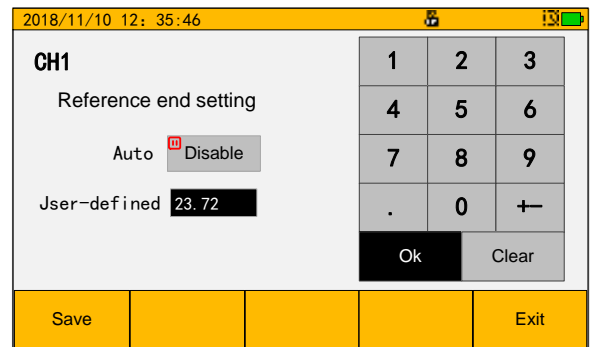 2018/11/10 12: 35:46
CH1
Reference end setting
Auto Disable
Jser-defined 23.72
1 2 3
4 5 6
7 8 9
. 0 +-
Ok Clear
Save Exit